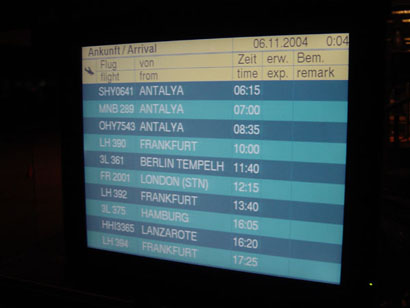 Ankunft / Arrival 06.11.2004 0:04
Flug von Zeit erw. Bem.
flight from time exp. remark
SHY0641 ANTALYA 06:15
MNB 289 ANTALYA 07:00
OHY7543 ANTALYA 08:35
LH 390 FRANKFURT 10:00
3L 361 BERLIN TEMPELH 11:40
FR 2001 LONDON (STN) 12:15
LH 392 FRANKFURT 13:40
3L 375 HAMBURG 16:05
HHI3365 LANZAROTE 16:20
LH 394 FRANKFURT 17:25